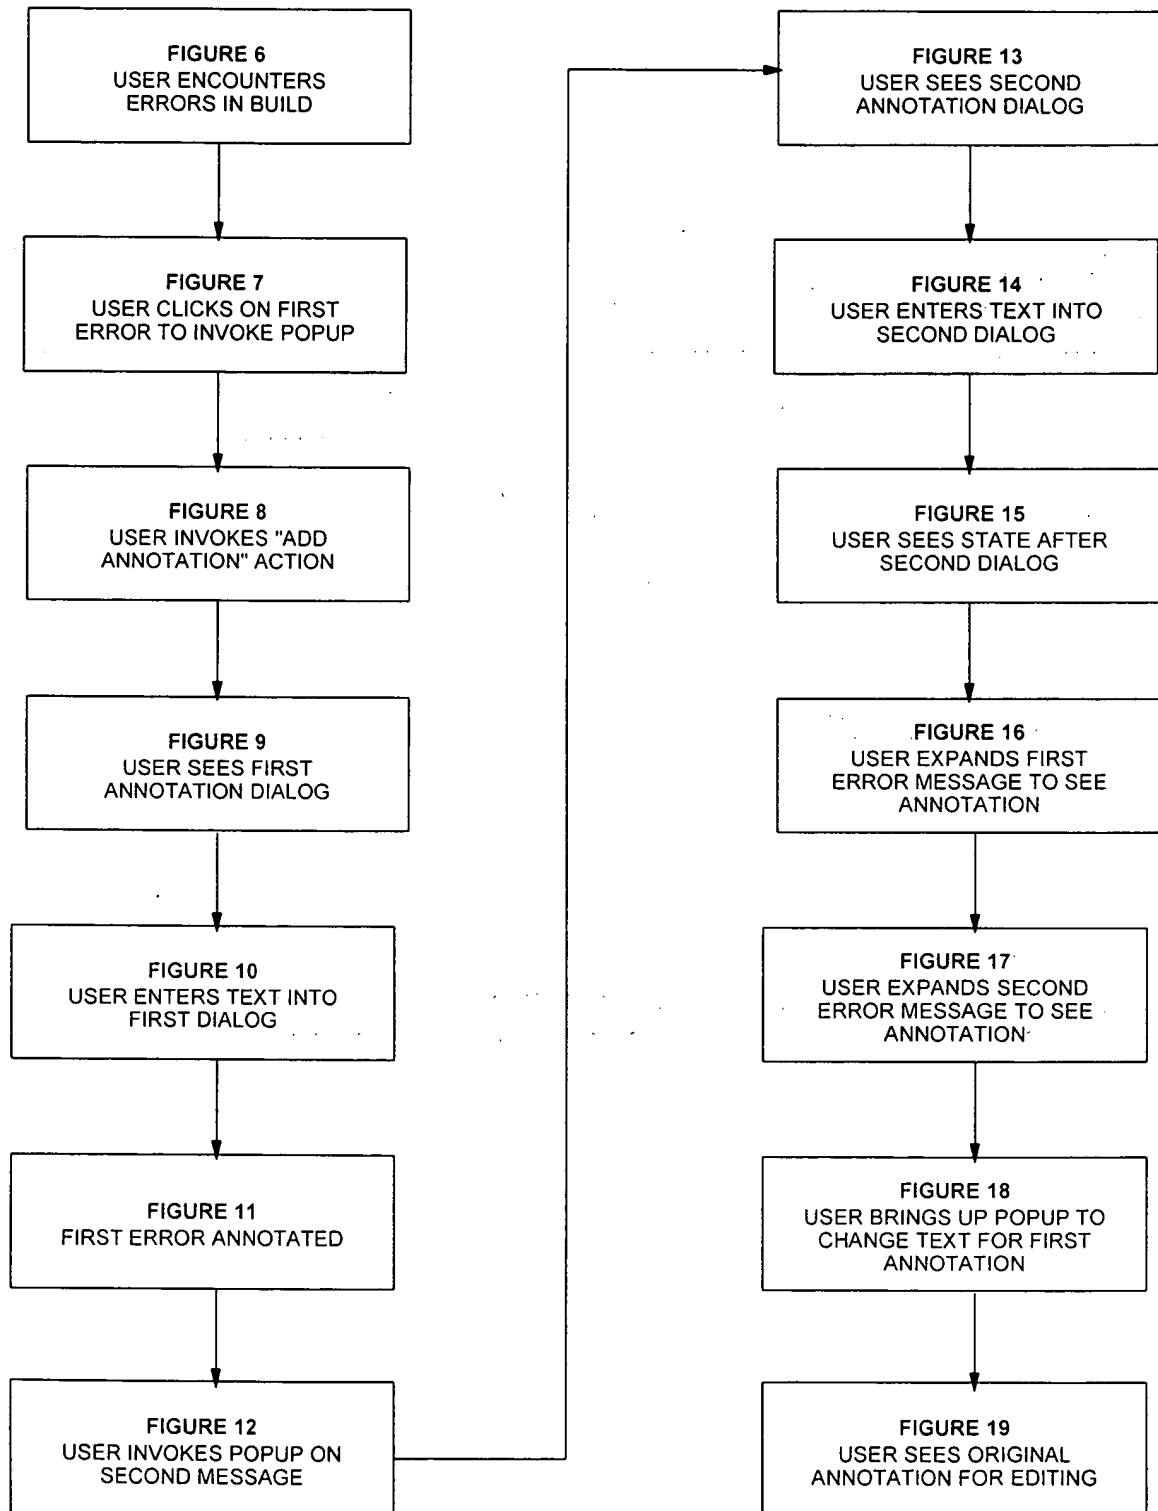 FIGURE 6
USER ENCOUNTERS
ERRORS IN BUILD
FIGURE 7
USER CLICKS ON FIRST
ERROR TO INVOKE POPUP
FIGURE 8
USER INVOKES "ADD
ANNOTATION" ACTION
FIGURE 9
USER SEES FIRST
ANNOTATION DIALOG
FIGURE 10
USER ENTERS TEXT INTO
FIRST DIALOG
FIGURE 11
FIRST ERROR ANNOTATED
FIGURE 12
USER INVOKES POPUP ON
SECOND MESSAGE
FIGURE 13
USER SEES SECOND
ANNOTATION DIALOG
FIGURE 14
USER ENTERS TEXT INTO
SECOND DIALOG
FIGURE 15
USER SEES STATE AFTER
SECOND DIALOG
FIGURE 16
USER EXPANDS FIRST
ERROR MESSAGE TO SEE
ANNOTATION
FIGURE 17
USER EXPANDS SECOND
ERROR MESSAGE TO SEE
ANNOTATION
FIGURE 18
USER BRINGS UP POPUP TO
CHANGE TEXT FOR FIRST
ANNOTATION
FIGURE 19
USER SEES ORIGINAL
ANNOTATION FOR EDITING